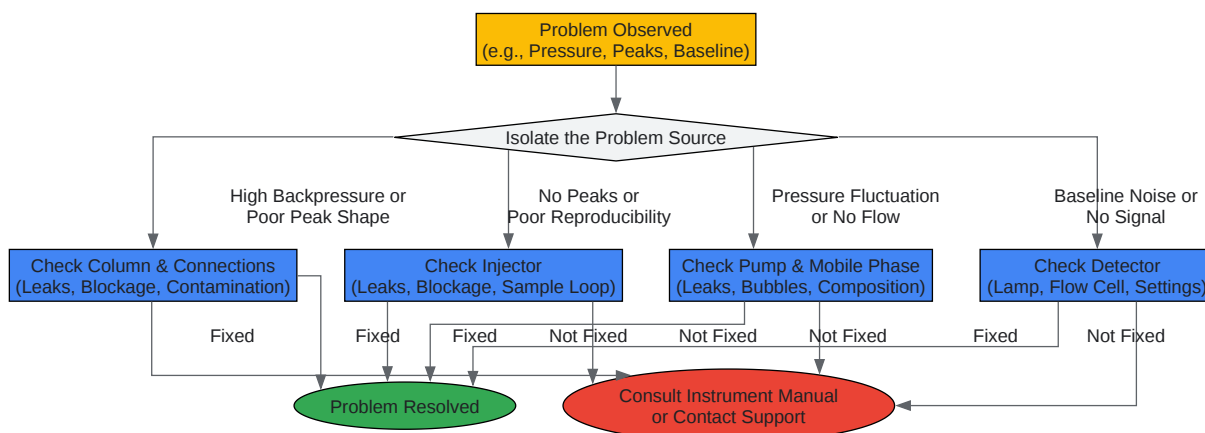 Problem Observed
(e.g., Pressure, Peaks, Baseline)
Isolate the Problem Source
High Backpressure or
Poor Peak Shape
No Peaks or
Poor Reproducibility
Pressure Fluctuation
or No Flow
Baseline Noise or
No Signal
Check Column & Connections
(Leaks, Blockage, Contamination)
Check Injector
(Leaks, Blockage, Sample Loop)
Check Pump & Mobile Phase
(Leaks, Bubbles, Composition)
Check Detector
(Lamp, Flow Cell, Settings)
Fixed
Fixed
Fixed
Not Fixed
Not Fixed
Not Fixed
Fixed
Not Fixed
Problem Resolved
Consult Instrument Manual
or Contact Support